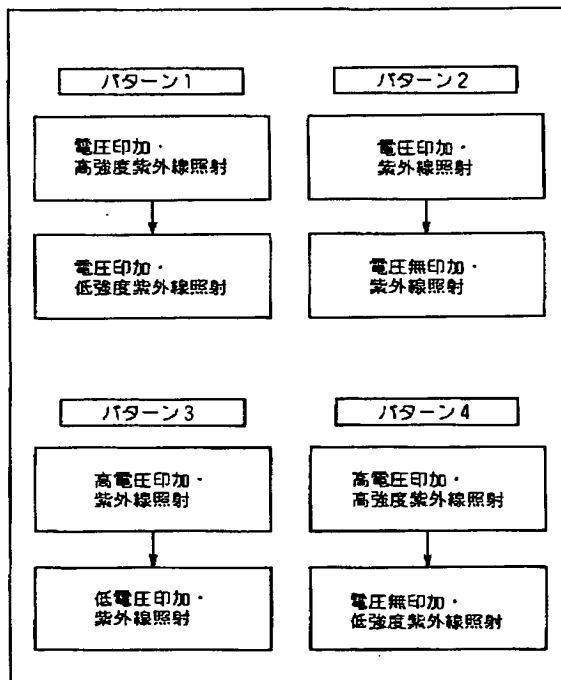 パターン1
電圧印加・
高強度紫外線照射
電圧印加・
低強度紫外線照射
パターン2
電圧印加・
紫外線照射
電圧無印加・
紫外線照射
パターン3
高電圧印加・
紫外線照射
低電圧印加・
紫外線照射
パターン4
高電圧印加・
高強度紫外線照射
電圧無印加・
低強度紫外線照射